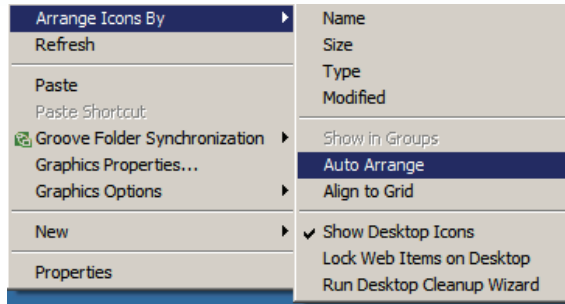 Arrange Icons By
Refresh
Paste
Paste Shortcut
Groove Folder Synchronization
Graphics Properties...
Graphics Options
New
Properties
Name
Size
Type
Modified
Show in Groups
Auto Arrange
Align to Grid
Show Desktop Icons
Lock Web Items on Desktop
Run Desktop Cleanup Wizard